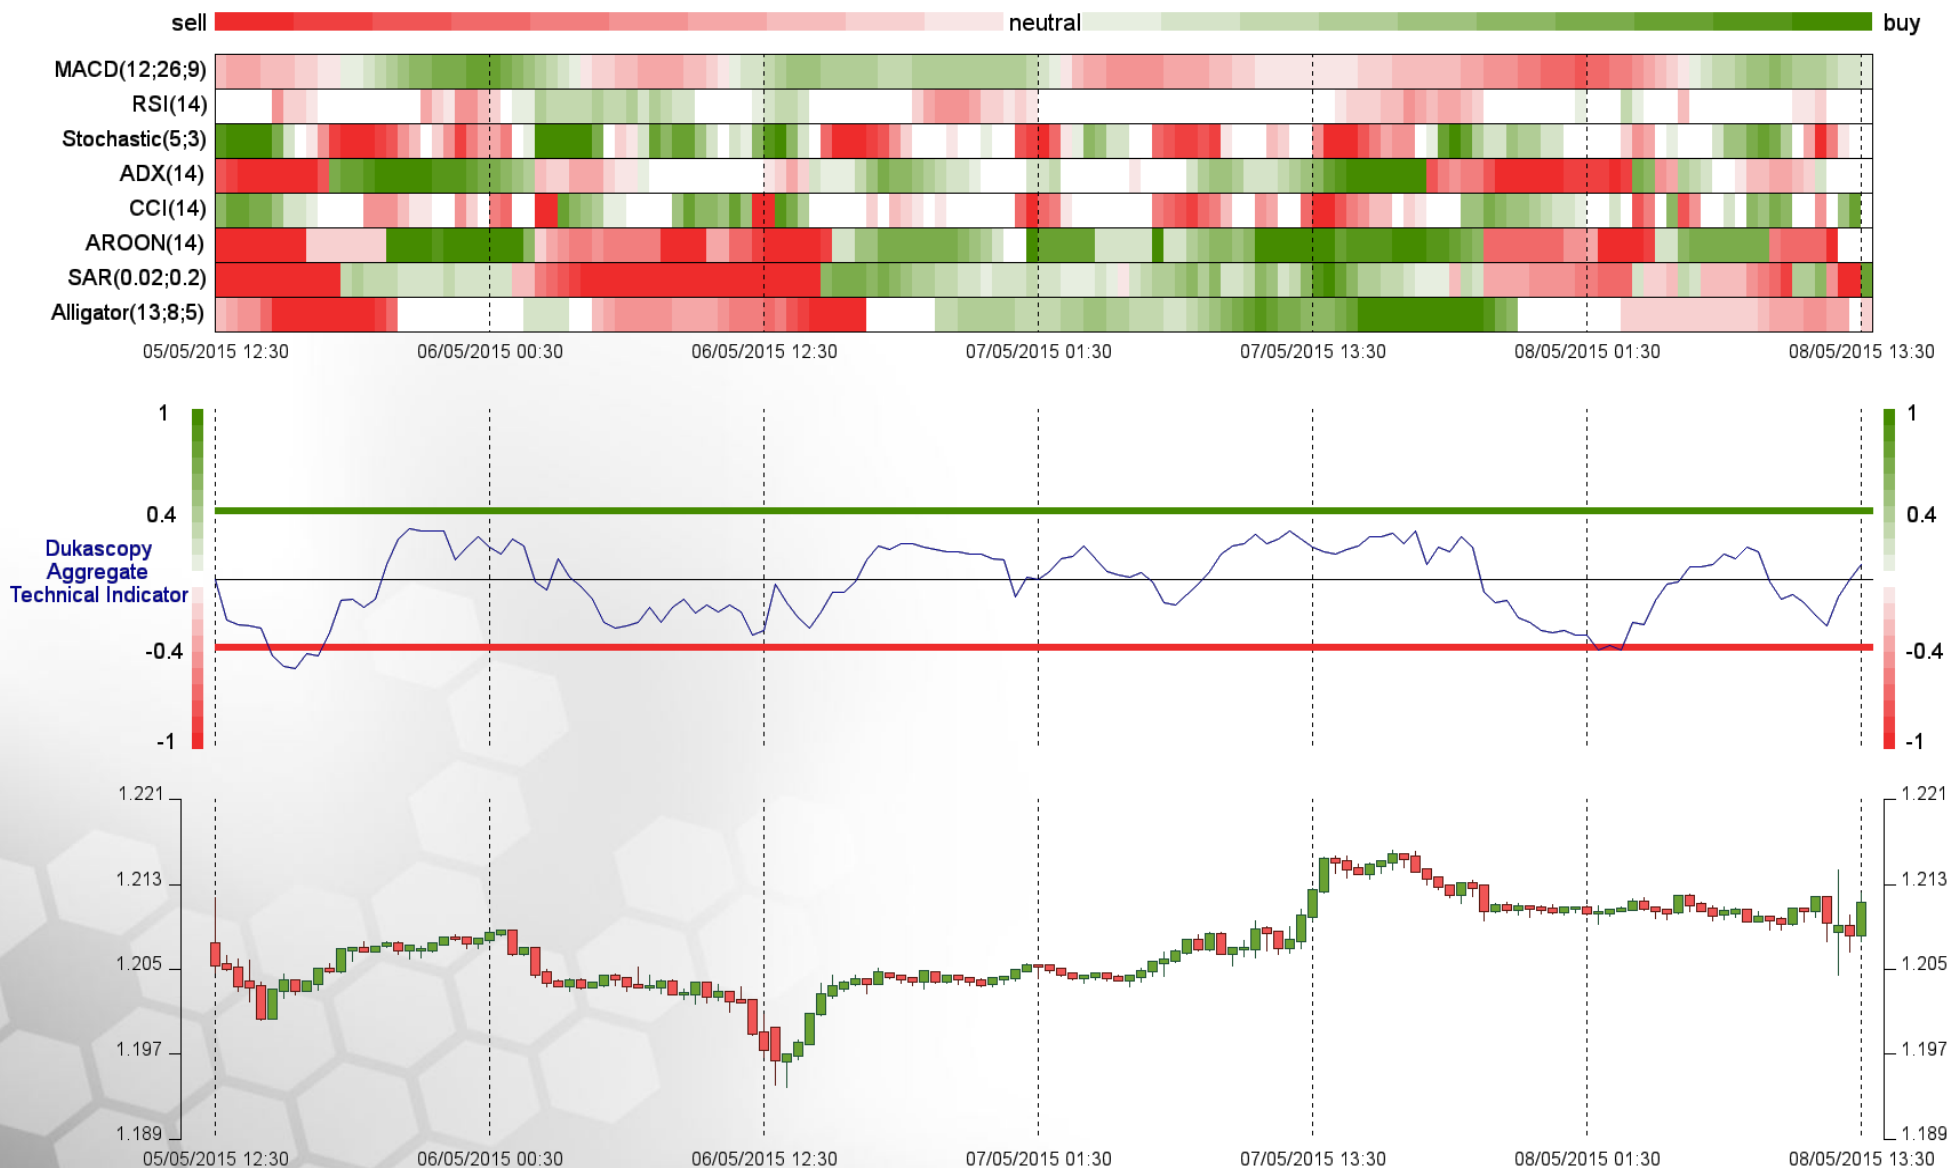 sell neutral buy
MACD(12;26;9)
RSI(14)
Stochastic(5;3)
ADX(14)
CCI(14)
AROON(14)
SAR(0.02;0.2)
Alligator(13;8;5)
05/05/2015 12:30 06/05/2015 00:30 06/05/2015 12:30 07/05/2015 01:30 07/05/2015 13:30 08/05/2015 01:30 08/05/2015 13:30
1 1
0.4 0.4
Dukascopy
Aggregate
Technical Indicator
-0.4 -0.4
-1 -1
1.221 1.221
1.213 1.213
1.205 1.205
1.197 1.197
1.189 1.189
05/05/2015 12:30 06/05/2015 00:30 06/05/2015 12:30 07/05/2015 01:30 07/05/2015 13:30 08/05/2015 01:30 08/05/2015 13:30